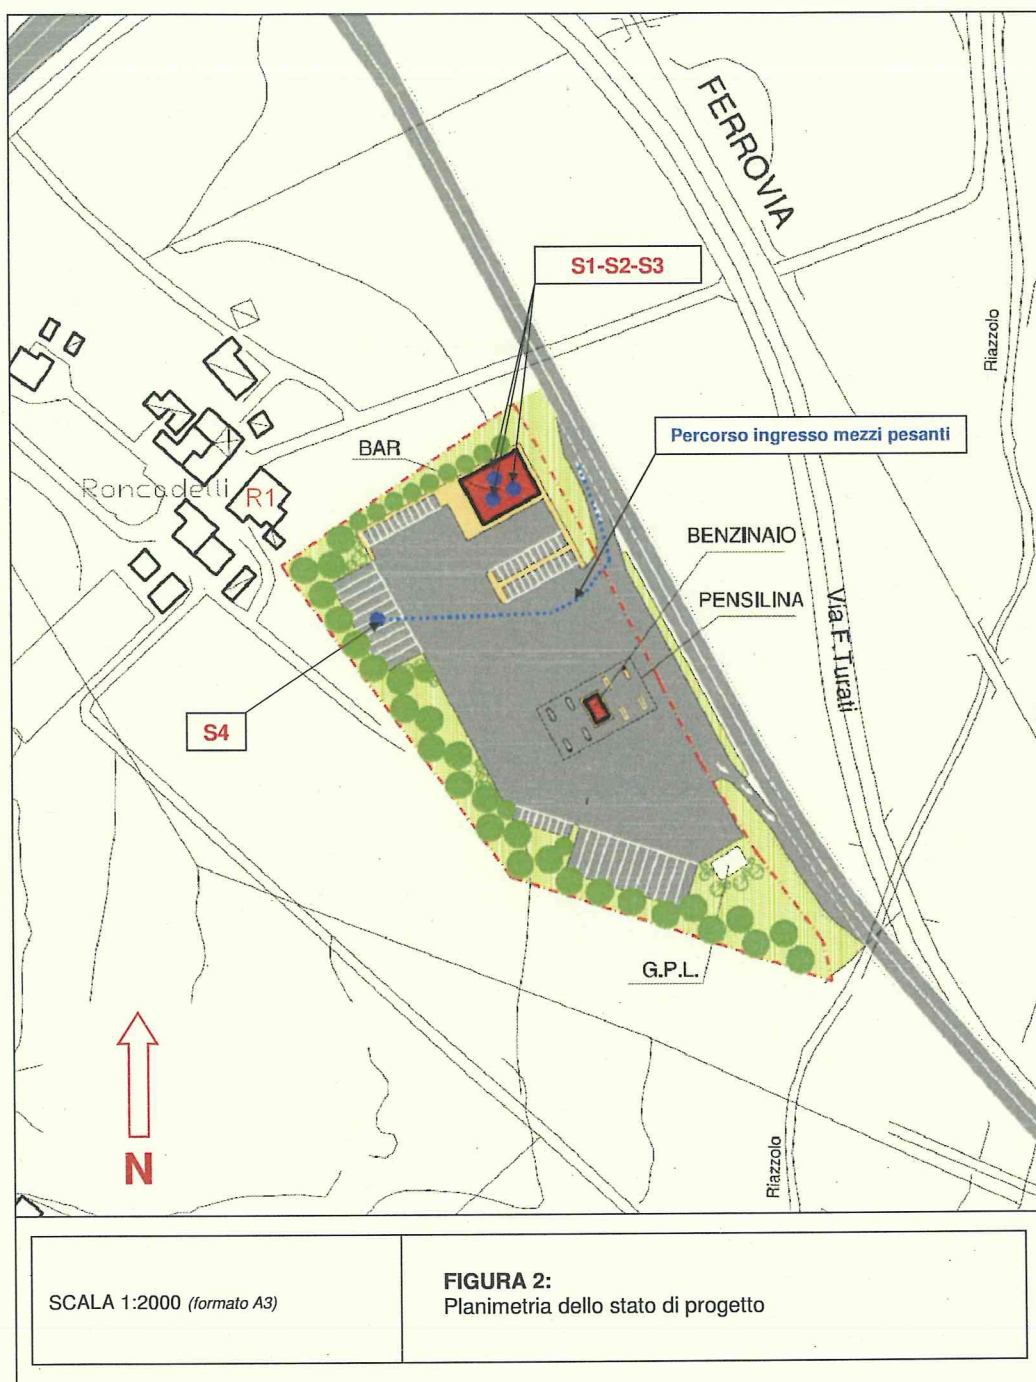 FERROVIA
S1-S2-S3
Riazzolo
Percorso ingresso mezzi pesanti
BAR
Roncadelli
R1
BENZINAIO
PENSILINA
Via F. Turati
S4
G.P.L.
N
Riazzolo
SCALA 1:2000 (formato A3)
FIGURA 2:
Planimetria dello stato di progetto